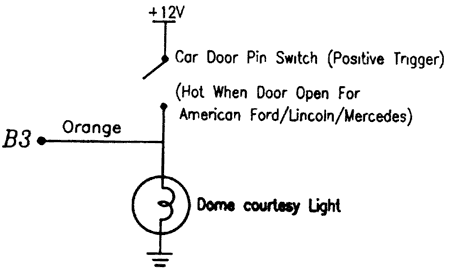 +12V
Car Door Pin Switch (Positive Trigger)
(Hot When Door Open For
American Ford/Lincoln/Mercedes)
Orange
B3
Dome courtesy Light